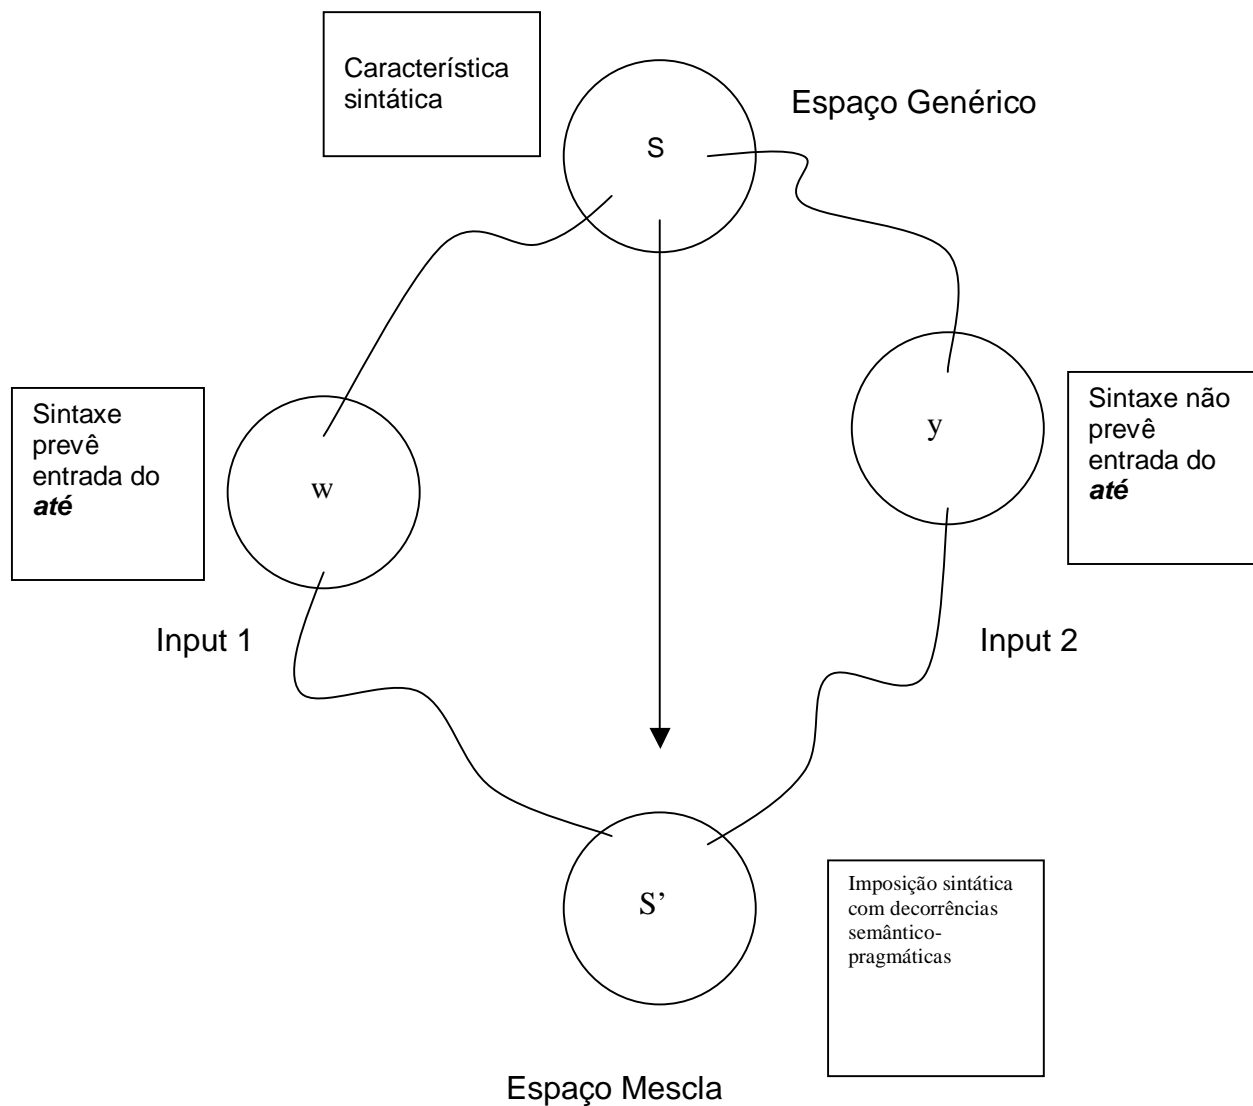 Característica
sintática
Espaço Genérico
S
Sintaxe
prevê
entrada do
até
w
y
Sintaxe não
prevê
entrada do
até
Input 1
Input 2
S’
Imposição sintática
com decorrências
semântico-
pragmáticas
Espaço Mescla